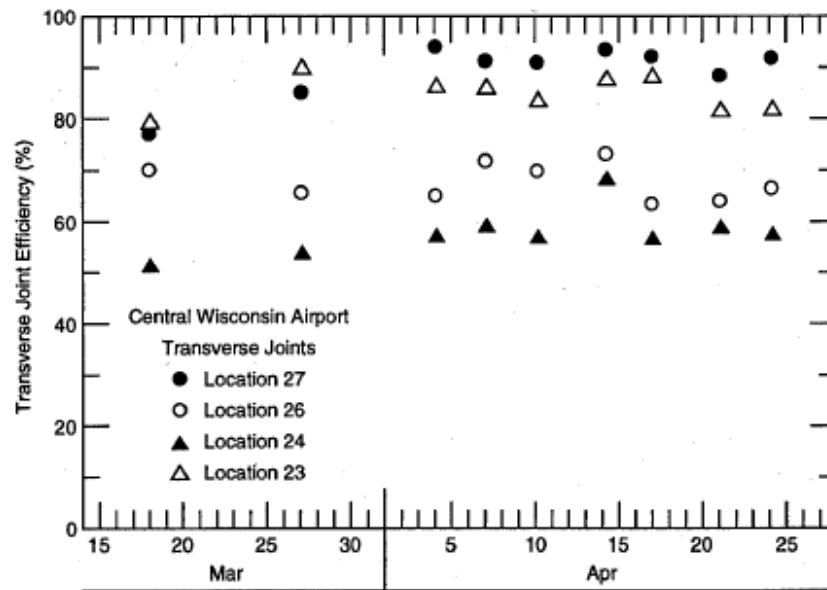 100
80
60
40
20
0
Transverse Joint Efficiency (%)
Central Wisconsin Airport
Transverse Joints
Location 27
Location 26
Location 24
Location 23
15 20 25 30 5 10 15 20 25
Mar Apr